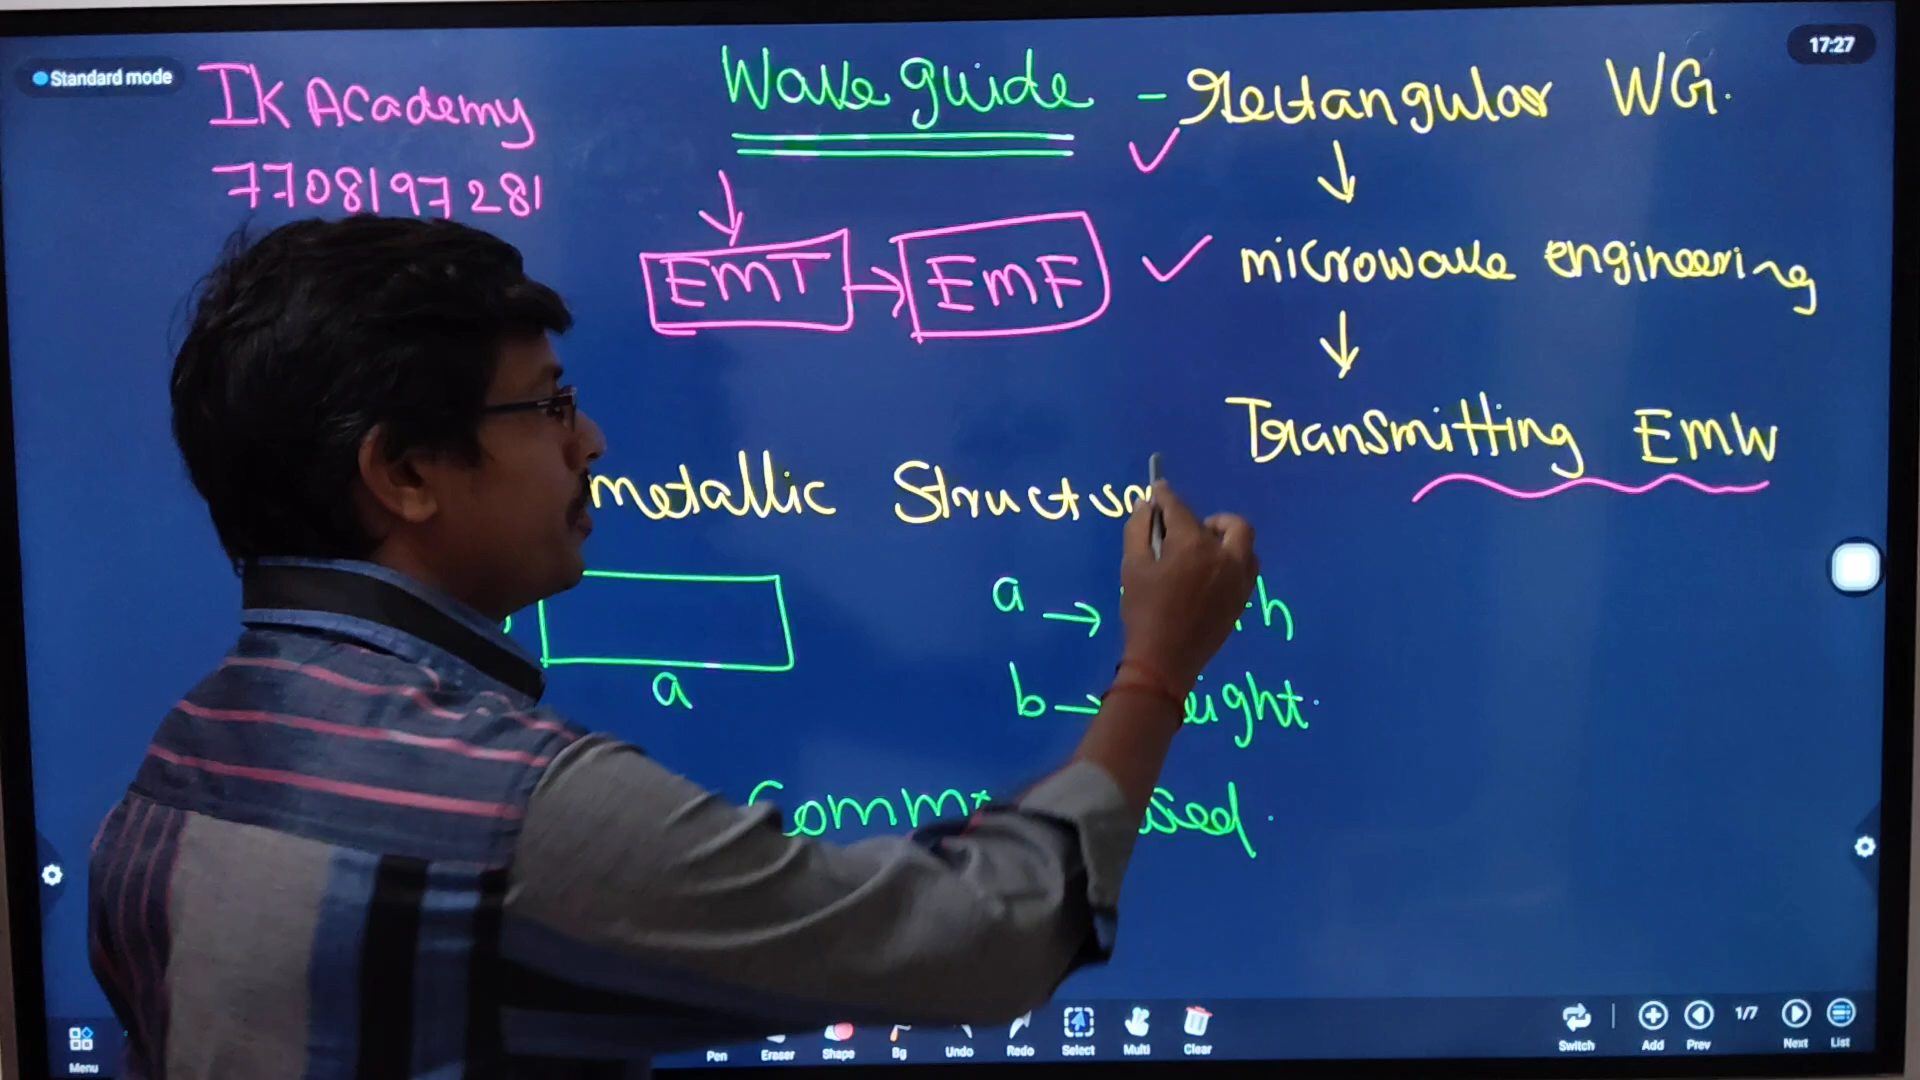 Standard mode
17:27
IK Academy
7708197281
Wave guide - Rectangular WG.
EMT → EMF
microwave engineering
Transmitting EMW
metallic
a
a →
b →
Menu
Pen
Eraser
Shape
Bg
Undo
Redo
Select
Multi
Clear
Switch
Add
Prev
1/7
Next
List